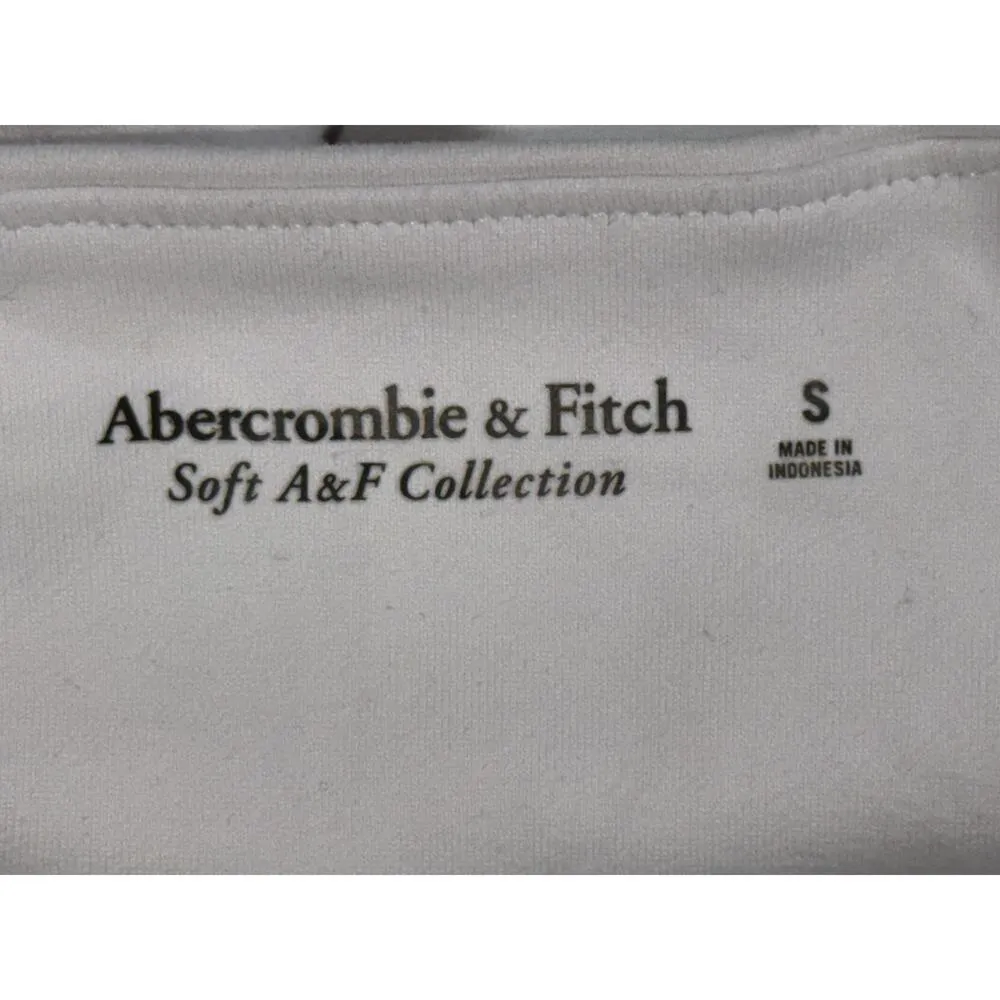 Abercrombie & Fitch
Soft A&F Collection
S
MADE IN
INDONESIA